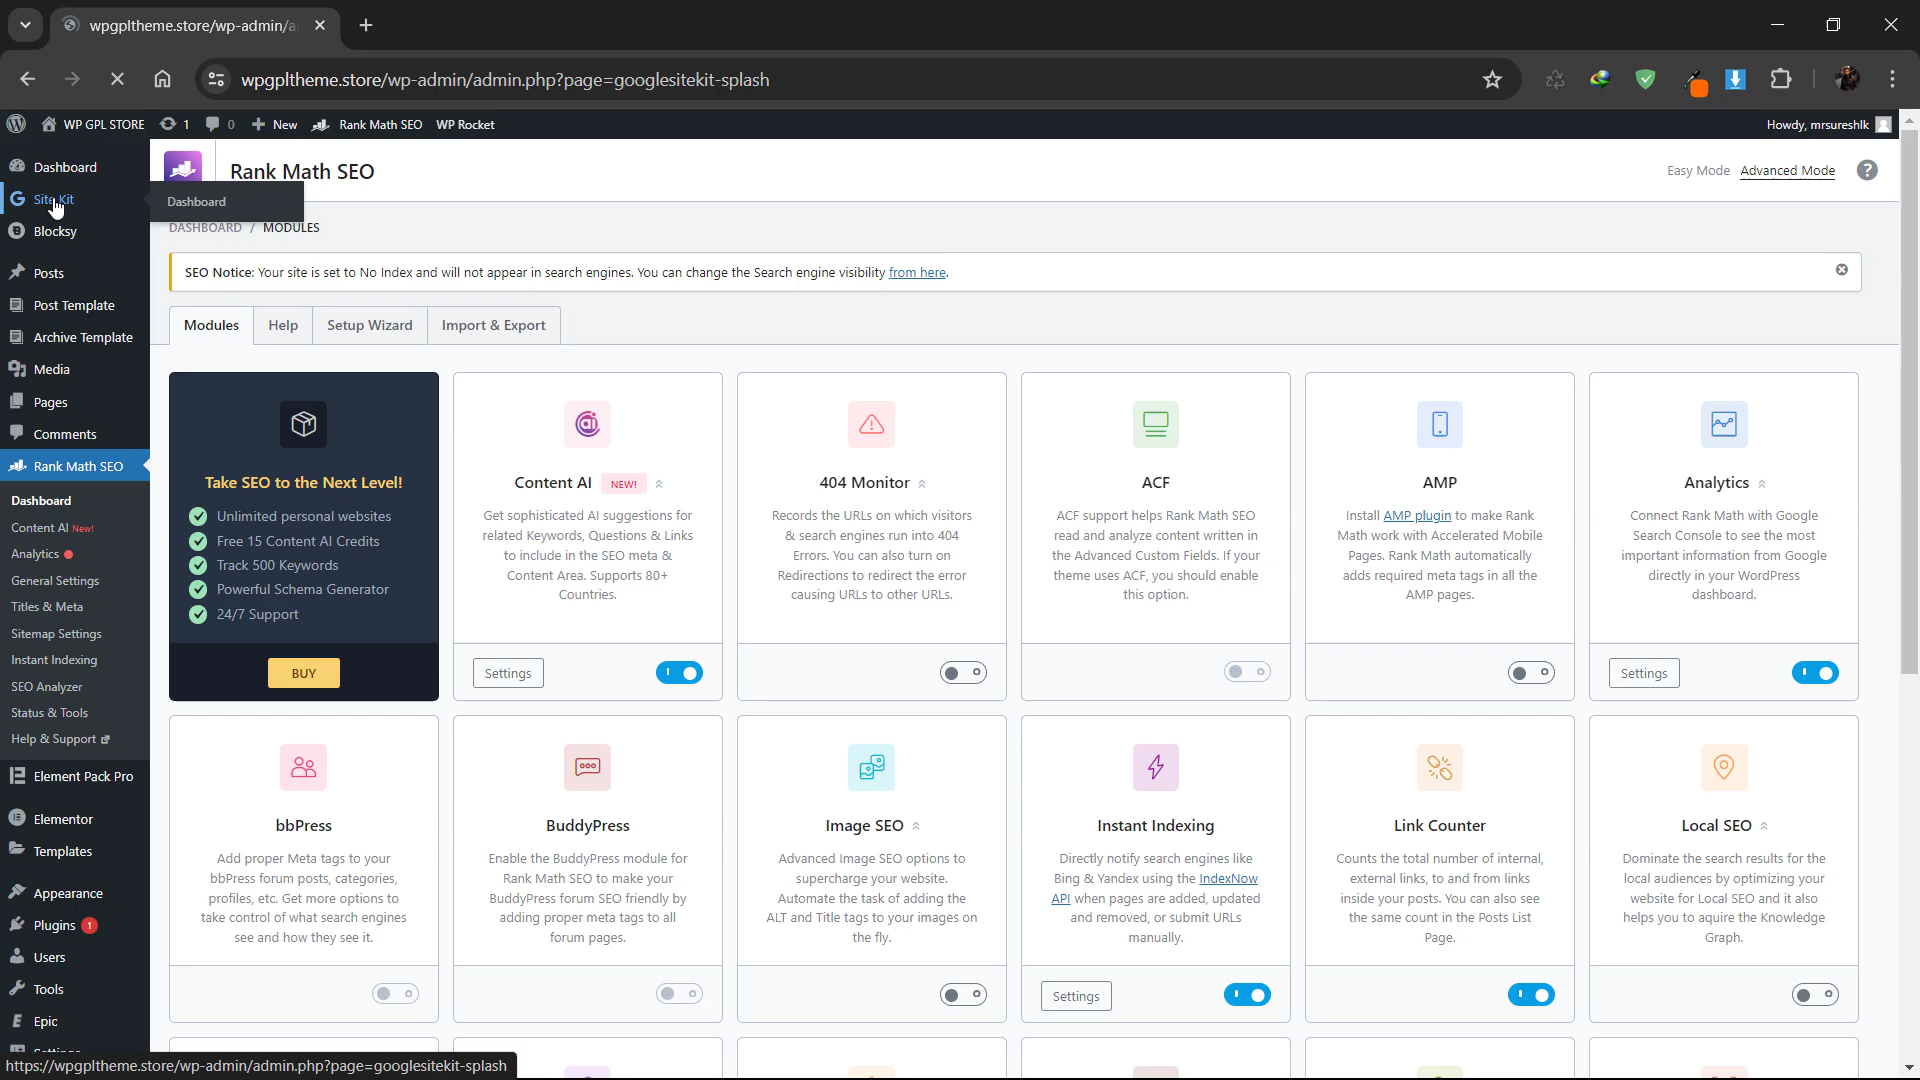 wpgpltheme.store/wp-admin/a
wpgpltheme.store/wp-admin/admin.php?page=googlesitekit-splash
WP GPL STORE 1 0 New Rank Math SEO WP Rocket
Howdy, mrsureshlk
Dashboard
Site Kit
Blocksy
Posts
Post Template
Archive Template
Media
Pages
Comments
Rank Math SEO
Dashboard
Content AI New!
Analytics
General Settings
Titles & Meta
Sitemap Settings
Instant Indexing
SEO Analyzer
Status & Tools
Help & Support
Element Pack Pro
Elementor
Templates
Appearance
Plugins 1
Users
Tools
Epic
Dashboard
Rank Math SEO
Easy Mode Advanced Mode ?
DASHBOARD / MODULES
SEO Notice: Your site is set to No Index and will not appear in search engines. You can change the Search engine visibility from here.
Modules Help Setup Wizard Import & Export
Take SEO to the Next Level!
Unlimited personal websites
Free 15 Content AI Credits
Track 500 Keywords
Powerful Schema Generator
24/7 Support
BUY
Content AI NEW!
Get sophisticated AI suggestions for
related Keywords, Questions & Links
to include in the SEO meta &
Content Area. Supports 80+
Countries.
Settings
404 Monitor
Records the URLs on which visitors
& search engines run into 404
Errors. You can also turn on
Redirections to redirect the error
causing URLs to other URLs.
ACF
ACF support helps Rank Math SEO
read and analyze content written in
the Advanced Custom Fields. If your
theme uses ACF, you should enable
this option.
AMP
Install AMP plugin to make Rank
Math work with Accelerated Mobile
Pages. Rank Math automatically
adds required meta tags in all the
AMP pages.
Analytics
Connect Rank Math with Google
Search Console to see the most
important information from Google
directly in your WordPress
dashboard.
Settings
bbPress
Add proper Meta tags to your
bbPress forum posts, categories,
profiles, etc. Get more options to
take control of what search engines
see and how they see it.
BuddyPress
Enable the BuddyPress module for
Rank Math SEO to make your
BuddyPress forum SEO friendly by
adding proper meta tags to all
forum pages.
Image SEO
Advanced Image SEO options to
supercharge your website.
Automate the task of adding the
ALT and Title tags to your images on
the fly.
Instant Indexing
Directly notify search engines like
Bing & Yandex using the IndexNow
API when pages are added, updated
and removed, or submit URLs
manually.
Settings
Link Counter
Counts the total number of internal,
external links, to and from links
inside your posts. You can also see
the same count in the Posts List
Page.
Local SEO
Dominate the search results for the
local audiences by optimizing your
website for Local SEO and it also
helps you to aquire the Knowledge
Graph.
https://wpgpltheme.store/wp-admin/admin.php?page=googlesitekit-splash